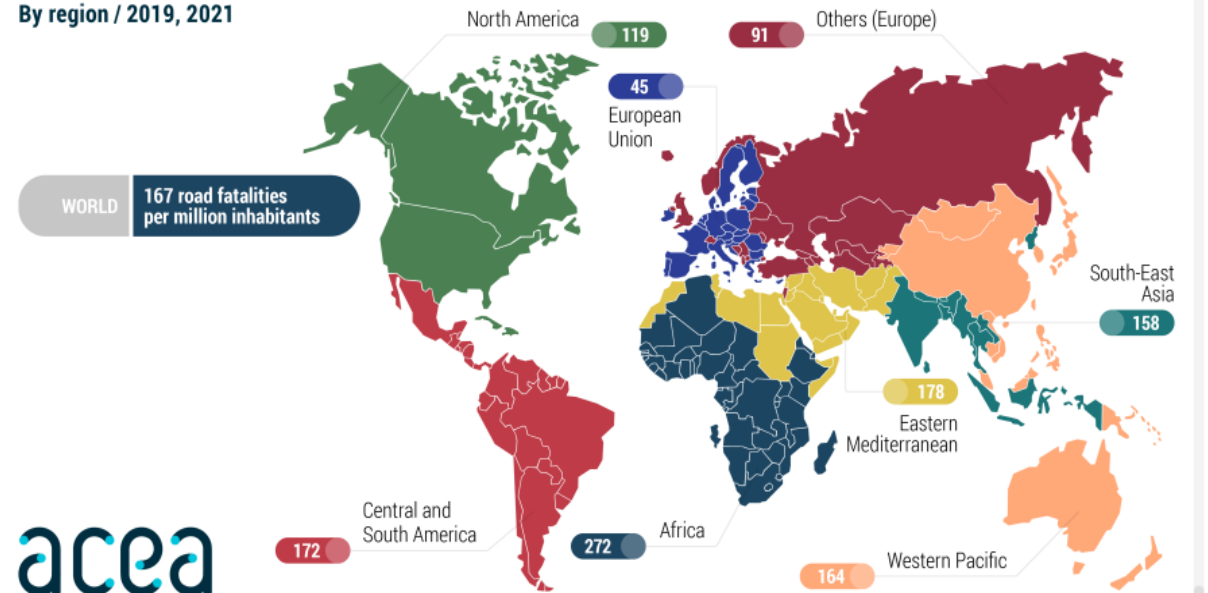 By region / 2019, 2021
North America
119
91
Others (Europe)
45
European
Union
WORLD
167 road fatalities
per million inhabitants
South-East
Asia
158
178
Eastern
Mediterranean
Central and
South America
172
272
Africa
Western Pacific
164
acea